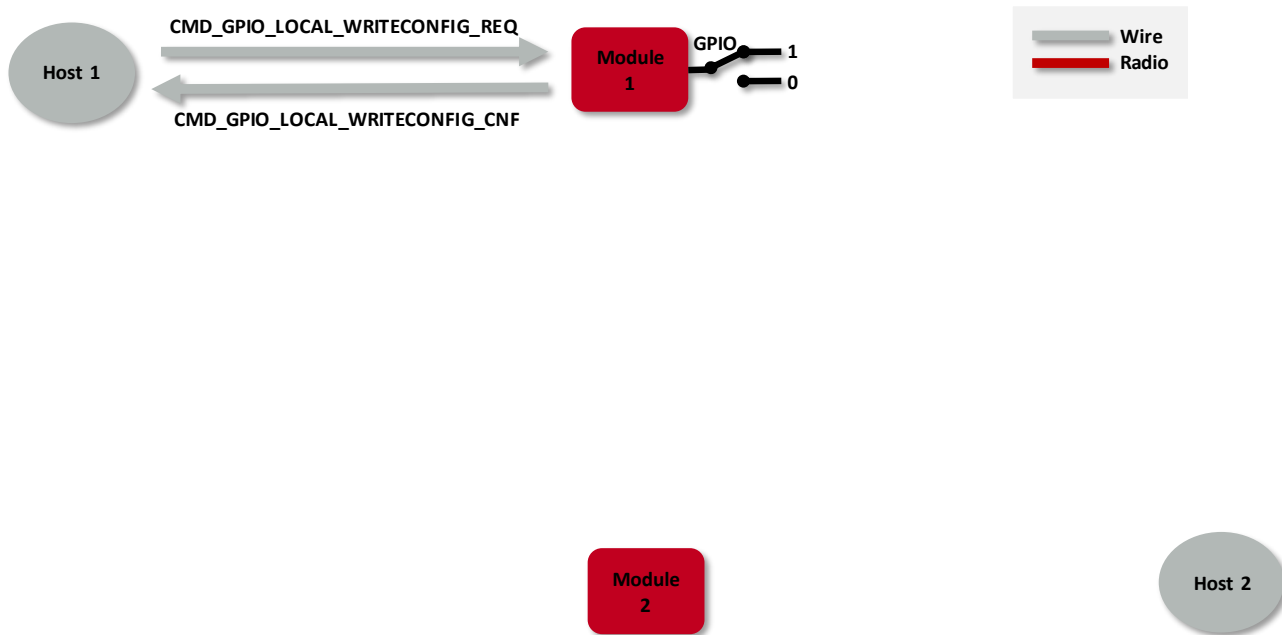 CMD_GPIO_LOCAL_WRITECONFIG_REQ
Host 1
Module
1
GPIO
1
0
CMD_GPIO_LOCAL_WRITECONFIG_CNF
Wire
Radio
Module
2
Host 2